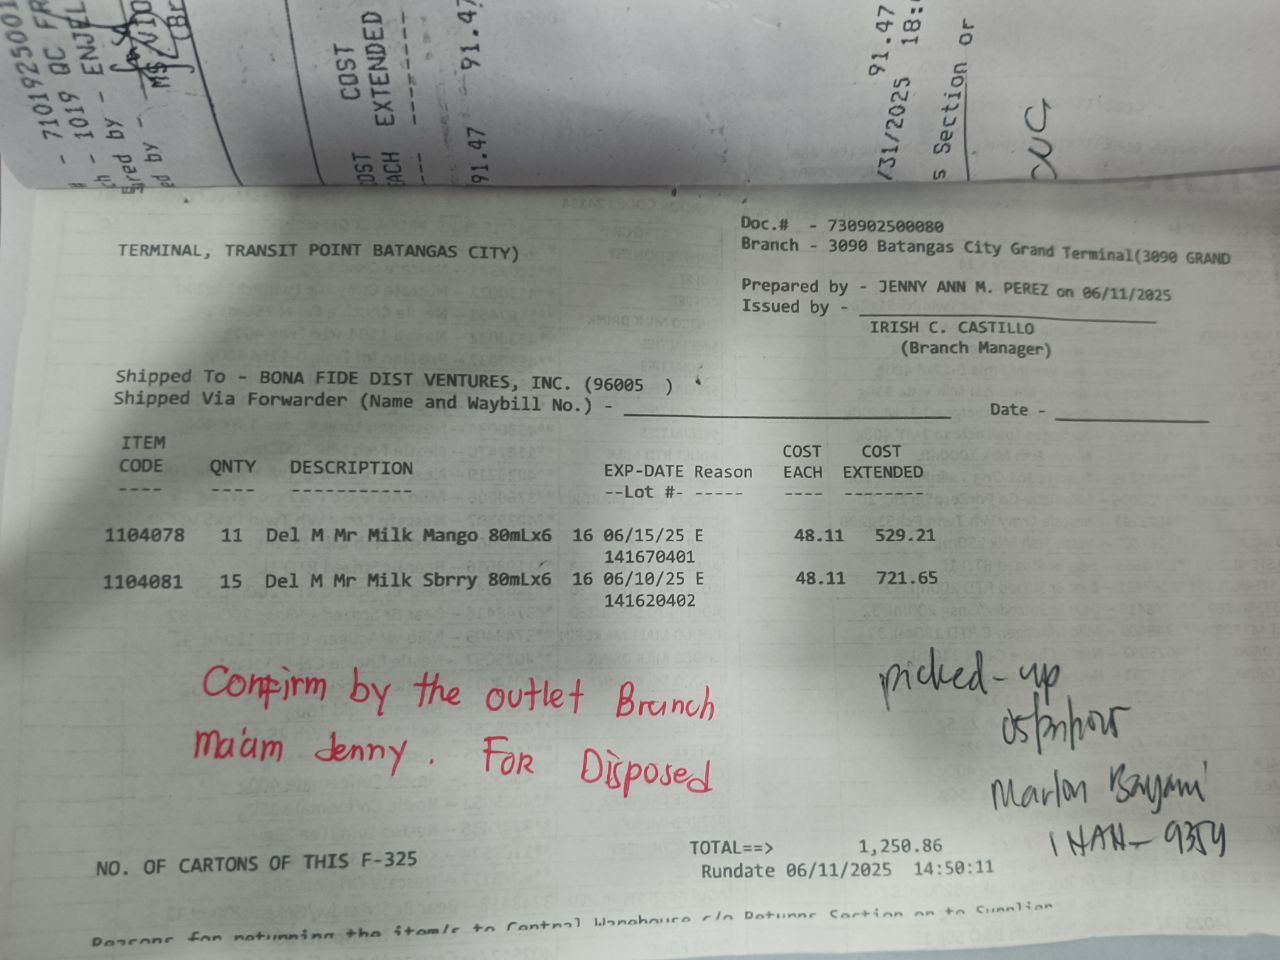 7101925001
1019 QC FR
ENJEL
red by -
ed by -
COST COST
EACH EXTENDED
91.47 91.47
91.47
/31/2025 18:
s Section or
TERMINAL, TRANSIT POINT BATANGAS CITY)
Doc.# - 730902500080
Branch - 3090 Batangas City Grand Terminal(3090 GRAND
Prepared by - JENNY ANN M. PEREZ on 06/11/2025
Issued by -
IRISH C. CASTILLO
(Branch Manager)
Shipped To - BONA FIDE DIST VENTURES, INC. (96005 )
Shipped Via Forwarder (Name and Waybill No.) - Date -
ITEM COST COST
CODE QNTY DESCRIPTION EXP-DATE Reason EACH EXTENDED
---- ---- ----------- --Lot #- ----- ---- --------
1104078 11 Del M Mr Milk Mango 80mLx6 16 06/15/25 E 48.11 529.21
141670401
1104081 15 Del M Mr Milk Sbrry 80mLx6 16 06/10/25 E 48.11 721.65
141620402
Confirm by the outlet Branch
Ma'am Jenny. For Disposed
picked-up
Marlon Bayani
9354
TOTAL==> 1,250.86
NO. OF CARTONS OF THIS F-325
Rundate 06/11/2025 14:50:11
Reasons for returning the item/s to Central Warehouse c/o Returns Section or to Supplier